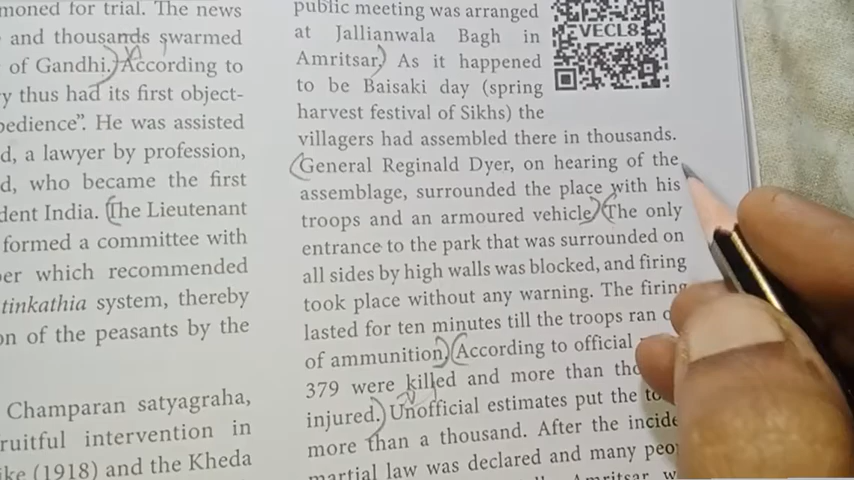 moned for trial. The news
and thousands swarmed
of Gandhi. According to
y thus had its first object-
bedience". He was assisted
d, a lawyer by profession,
d, who became the first
dent India. The Lieutenant
formed a committee with
er which recommended
tinkathia system, thereby
on of the peasants by the
Champaran satyagraha,
ruitful intervention in
ike (1918) and the Kheda
public meeting was arranged
at Jallianwala Bagh in
Amritsar. As it happened
to be Baisaki day (spring
harvest festival of Sikhs) the
villagers had assembled there in thousands.
General Reginald Dyer, on hearing of the
assemblage, surrounded the place with his
troops and an armoured vehicle. The only
entrance to the park that was surrounded on
all sides by high walls was blocked, and firing
took place without any warning. The firing
lasted for ten minutes till the troops ran
of ammunition. According to official
379 were killed and more than
injured. Unofficial estimates put the
more than a thousand. After the incide
martial law was declared and many peo
Amritsar
VECL8